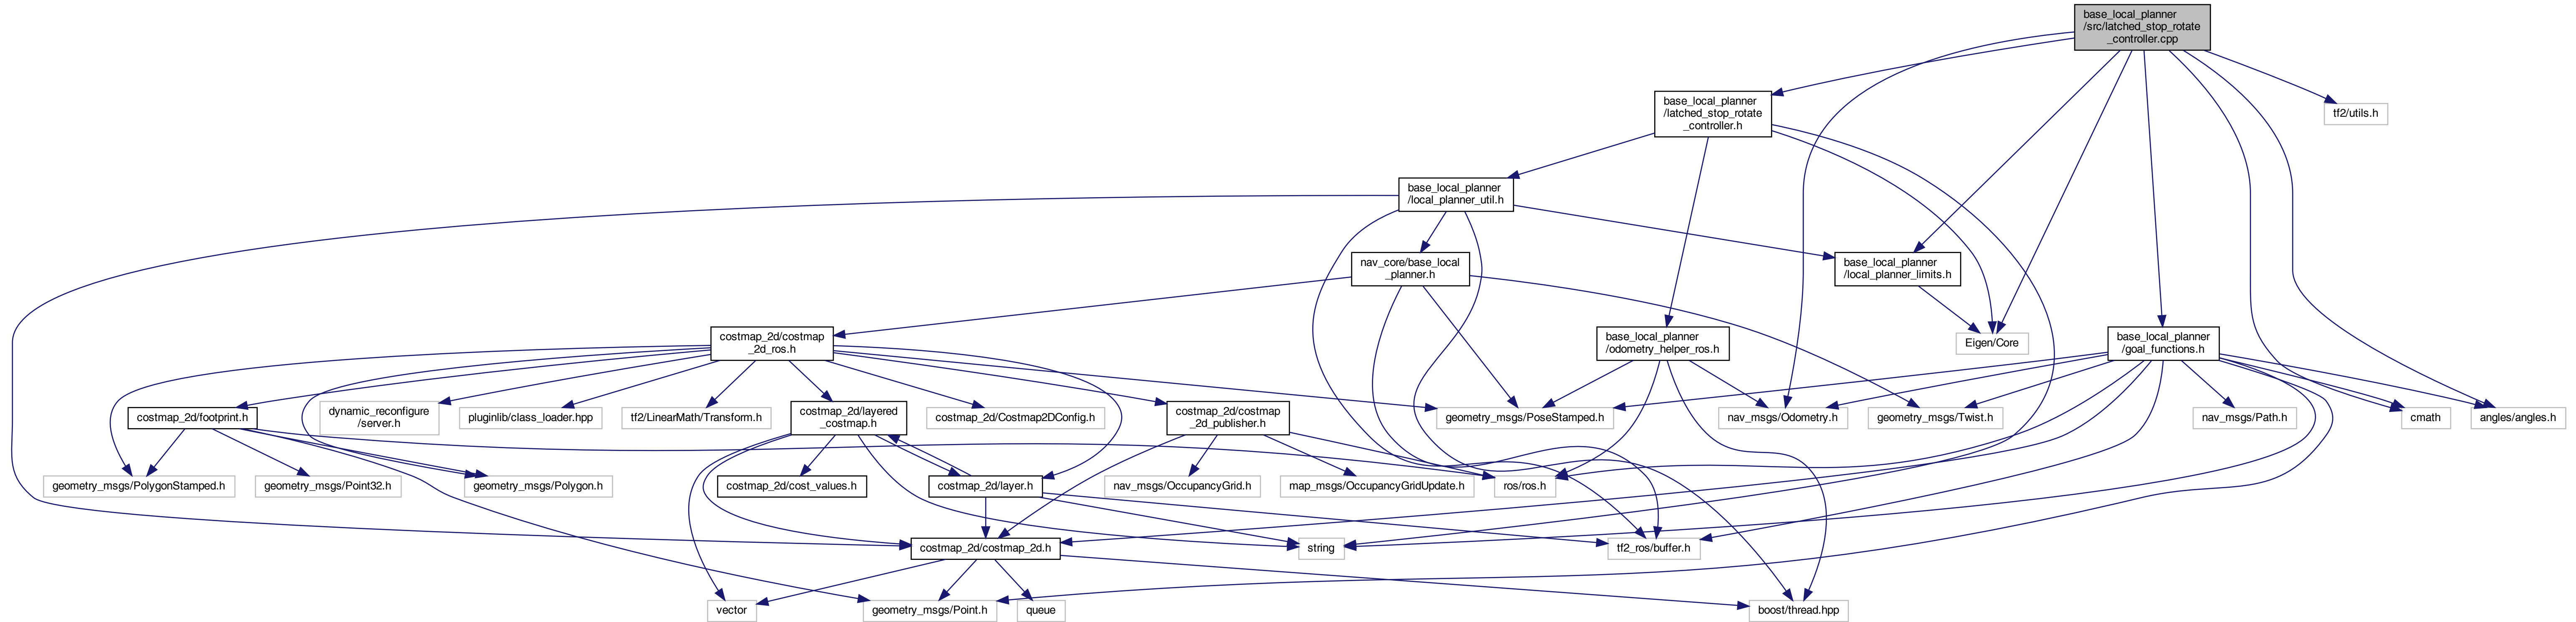 base_local_planner
/src/latched_stop_rotate
_controller.cpp
base_local_planner
/latched_stop_rotate
_controller.h
tf2/utils.h
base_local_planner
/local_planner_util.h
nav_core/base_local
_planner.h
base_local_planner
/local_planner_limits.h
costmap_2d/costmap
_2d_ros.h
base_local_planner
/odometry_helper_ros.h
Eigen/Core
base_local_planner
/goal_functions.h
costmap_2d/footprint.h
dynamic_reconfigure
/server.h
pluginlib/class_loader.hpp
tf2/LinearMath/Transform.h
costmap_2d/layered
_costmap.h
costmap_2d/Costmap2DConfig.h
costmap_2d/costmap
_2d_publisher.h
geometry_msgs/PoseStamped.h
nav_msgs/Odometry.h
geometry_msgs/Twist.h
nav_msgs/Path.h
cmath
angles/angles.h
geometry_msgs/PolygonStamped.h
geometry_msgs/Point32.h
geometry_msgs/Polygon.h
costmap_2d/cost_values.h
costmap_2d/layer.h
nav_msgs/OccupancyGrid.h
map_msgs/OccupancyGridUpdate.h
ros/ros.h
costmap_2d/costmap_2d.h
string
tf2_ros/buffer.h
vector
geometry_msgs/Point.h
queue
boost/thread.hpp